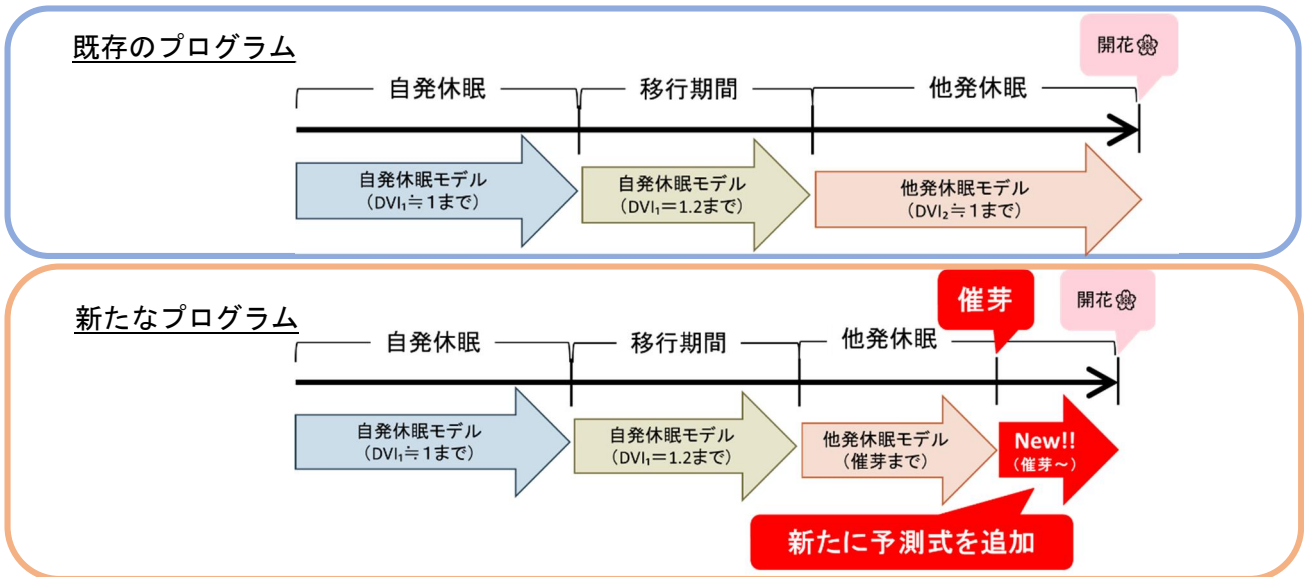 既存のプログラム
開花
自発休眠
移行期間
他発休眠
自発休眠モデル
(DVI₁≒1まで)
自発休眠モデル
(DVI₁=1.2まで)
他発休眠モデル
(DVI₂≒1まで)
新たなプログラム
催芽
開花
自発休眠
移行期間
他発休眠
自発休眠モデル
(DVI₁≒1まで)
自発休眠モデル
(DVI₁=1.2まで)
他発休眠モデル
(催芽まで)
New!!
(催芽~)
新たに予測式を追加